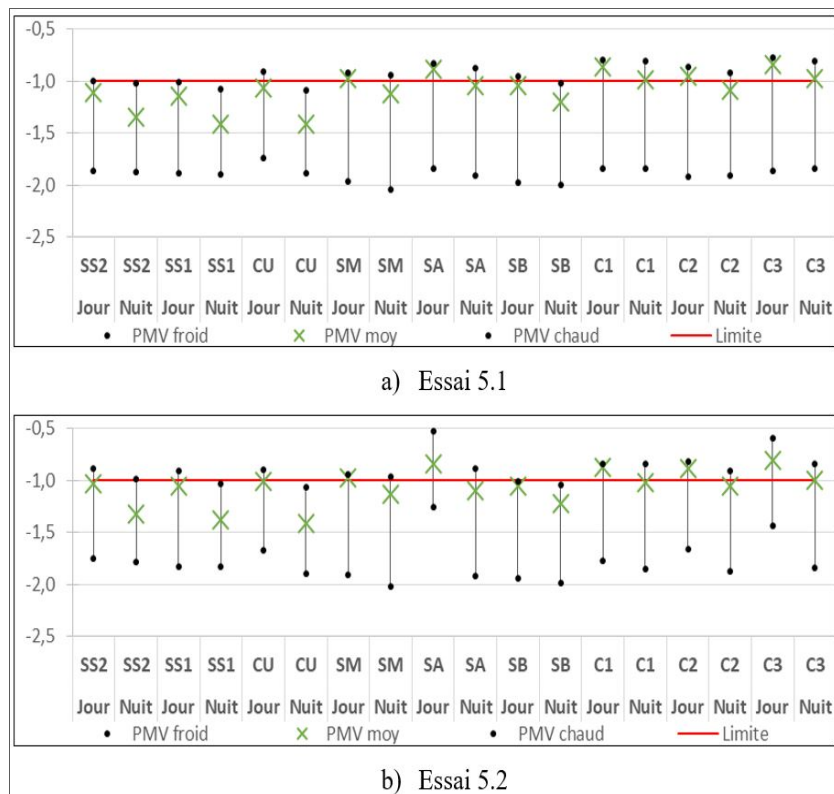 -0,5
-1,0
-1,5
-2,0
-2,5
SS2 SS2 SS1 SS1 CU CU SM SM SA SA SB SB C1 C1 C2 C2 C3 C3
Jour Nuit Jour Nuit Jour Nuit Jour Nuit Jour Nuit Jour Nuit Jour Nuit Jour Nuit Jour Nuit
PMV froid PMV moy PMV chaud Limite
a) Essai 5.1
-0,5
-1,0
-1,5
-2,0
-2,5
SS2 SS2 SS1 SS1 CU CU SM SM SA SA SB SB C1 C1 C2 C2 C3 C3
Jour Nuit Jour Nuit Jour Nuit Jour Nuit Jour Nuit Jour Nuit Jour Nuit Jour Nuit Jour Nuit
PMV froid PMV moy PMV chaud Limite
b) Essai 5.2